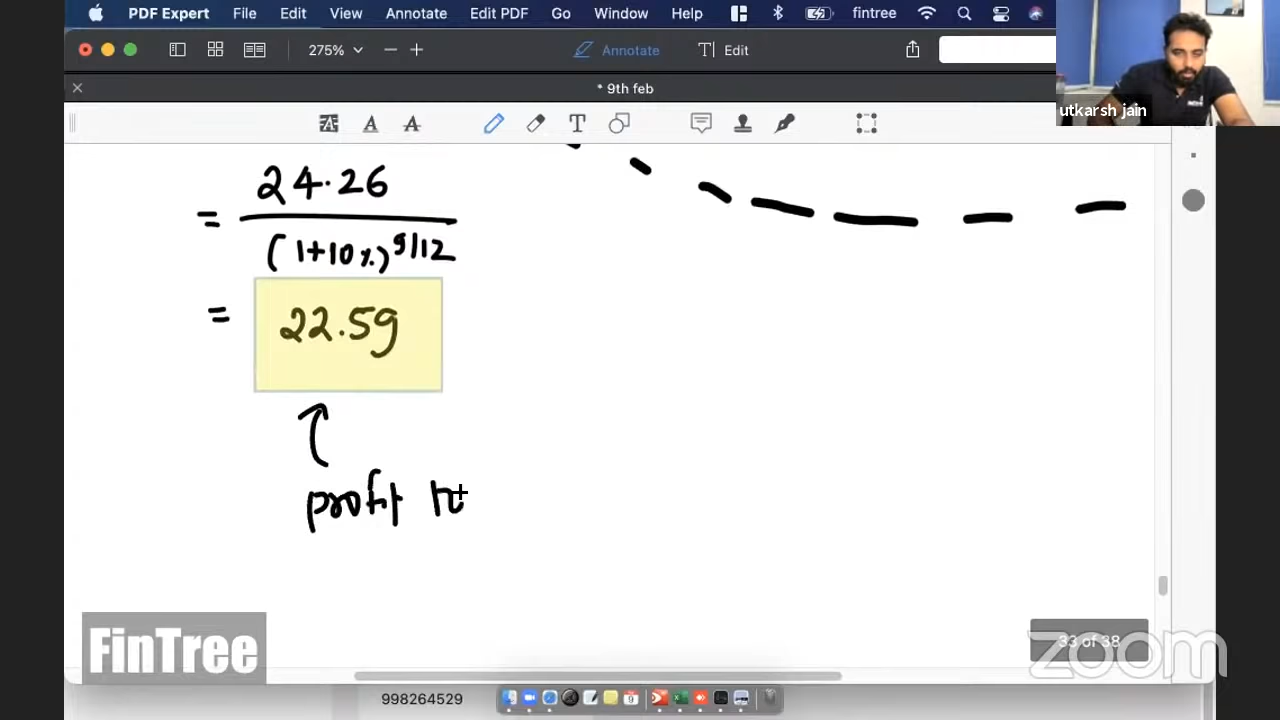 PDF Expert File Edit View Annotate Edit PDF Go Window Help fintree
275% Annotate T Edit
* 9th feb
utkarsh jain
24.26
= (1+10%)^9/12
= 22.59
profit to
FinTree
33 of 38
zoom
998264529